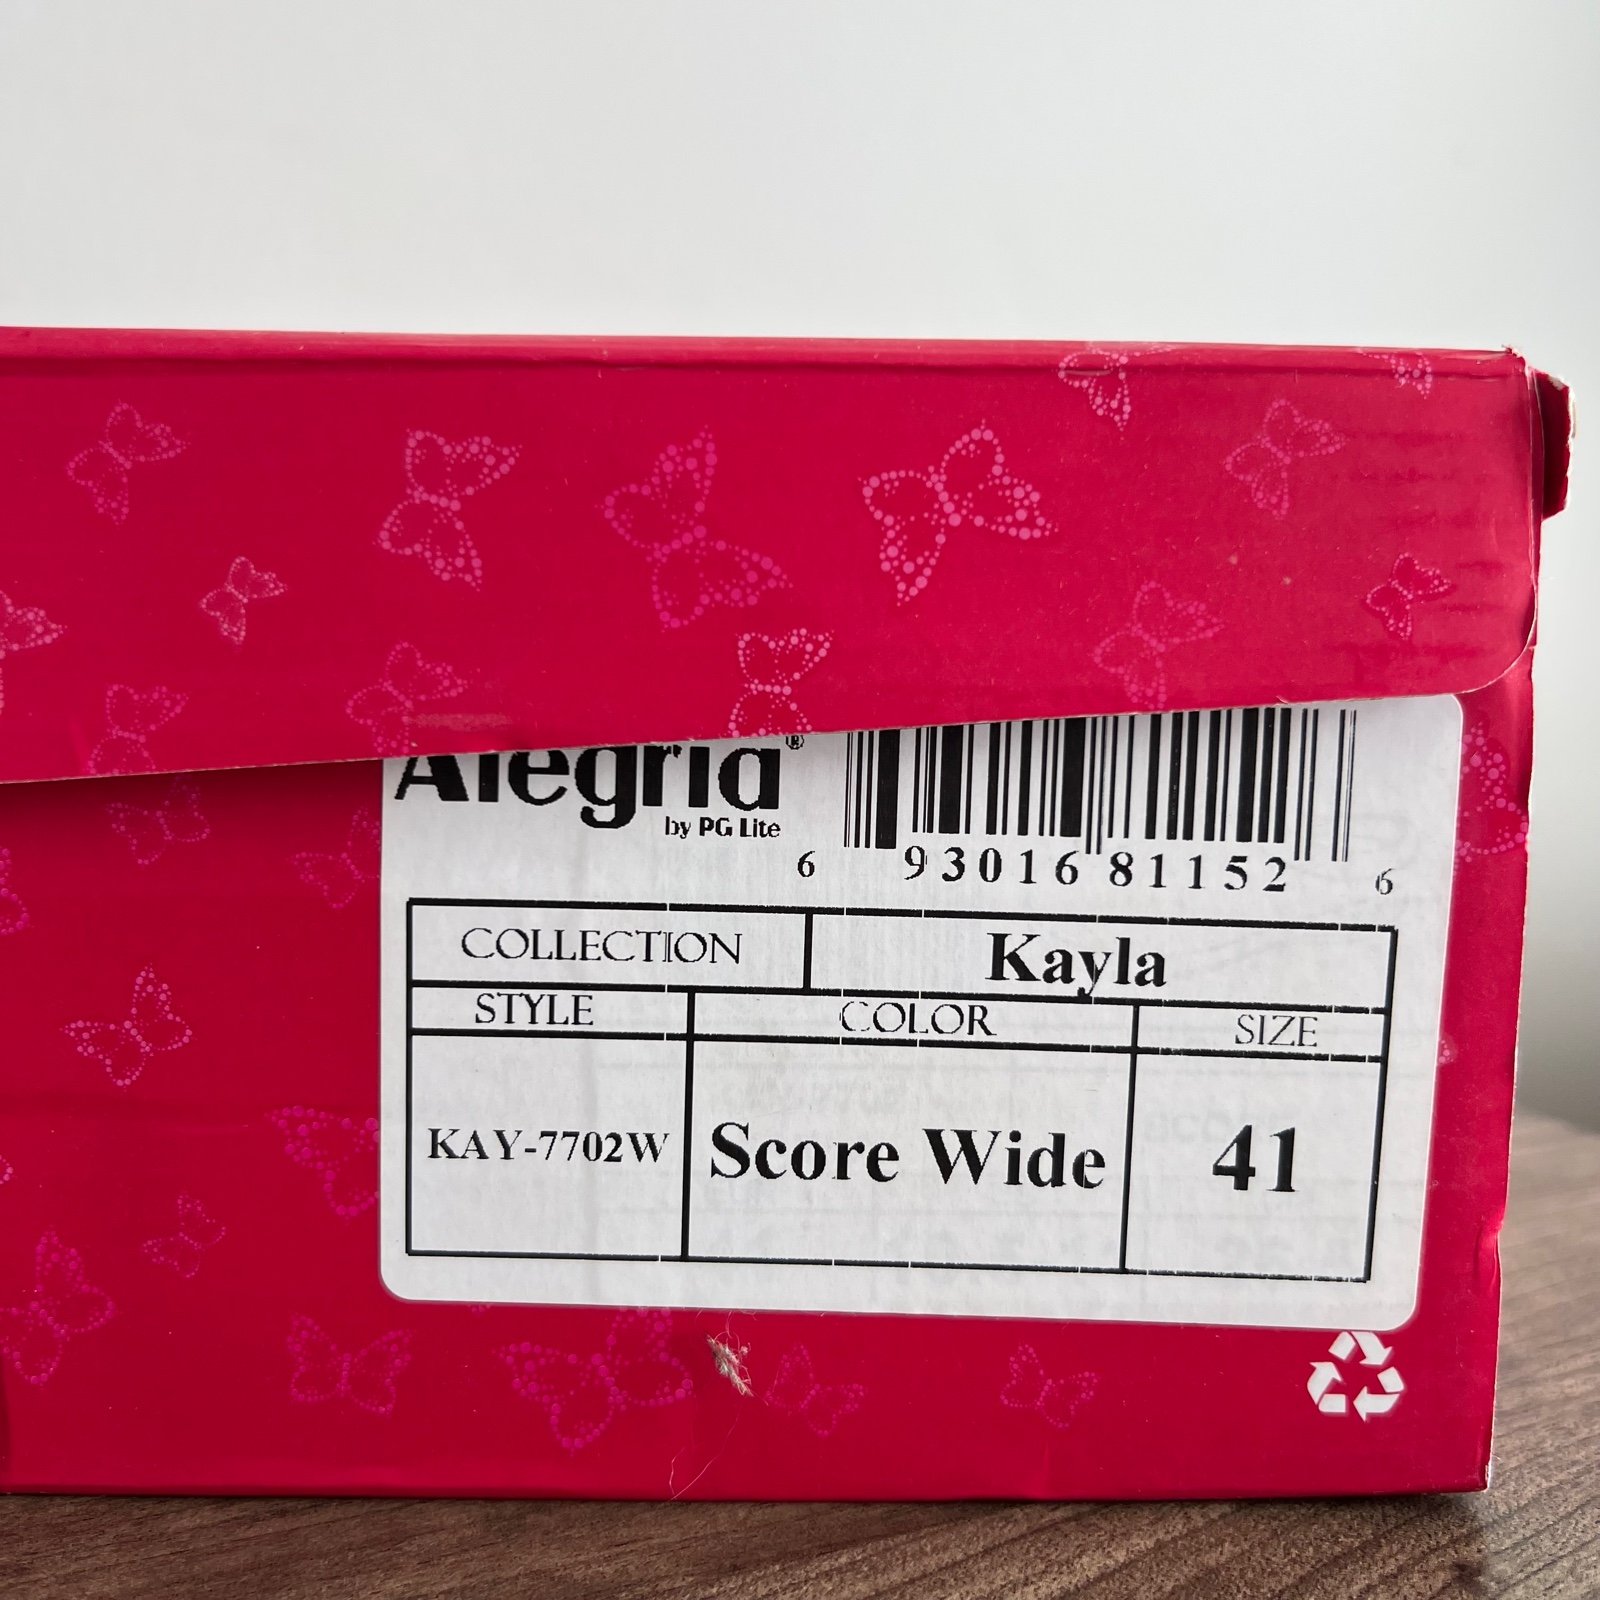 Alegria®
by PG Lite
6 93016 81152 6
COLLECTION Kayla
STYLE COLOR SIZE
KAY-7702W Score Wide 41